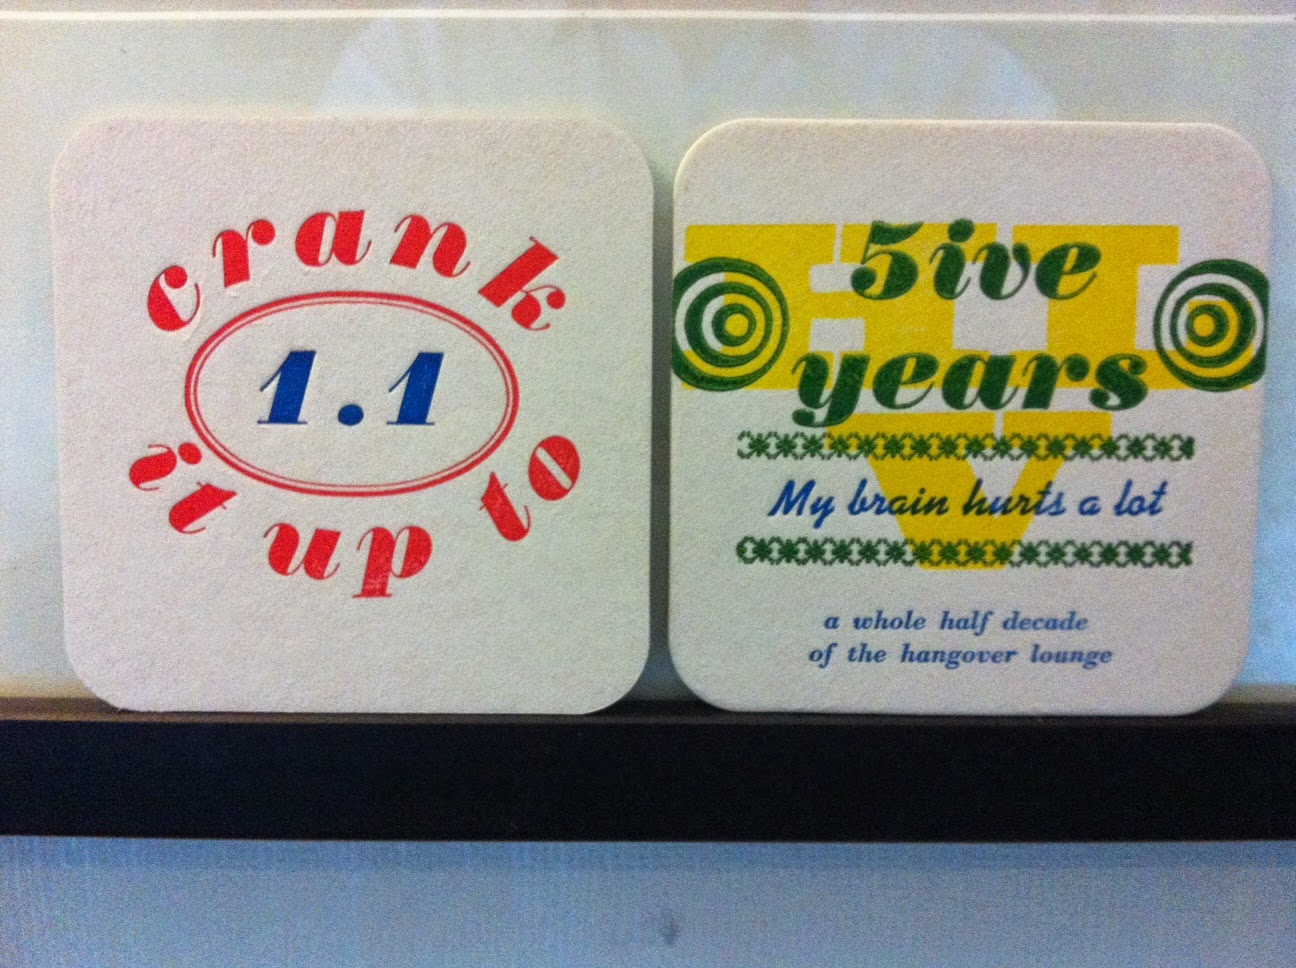 crank
it up to
1.1
5ive
years
My brain hurts a lot
a whole half decade
of the hangover lounge